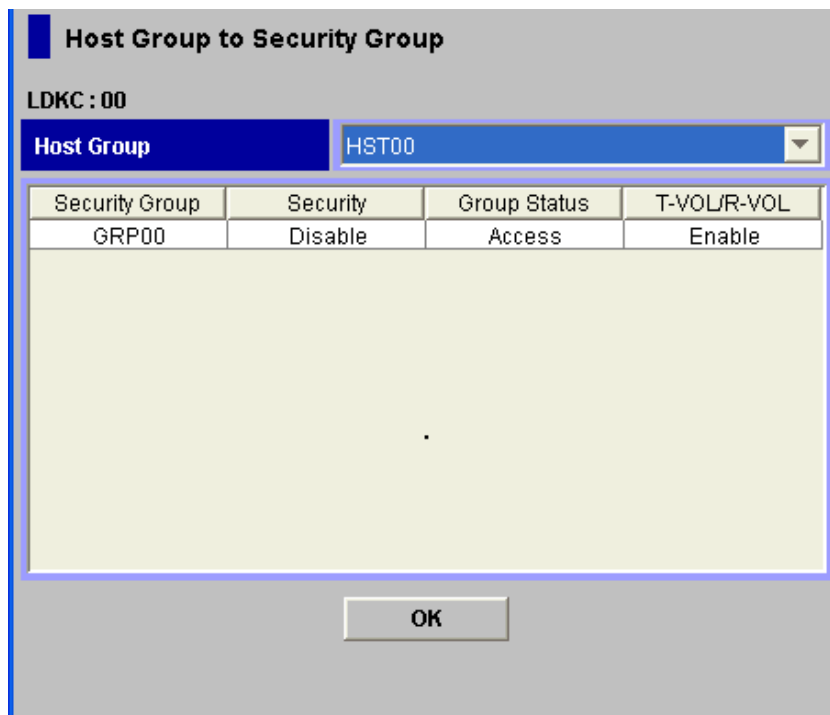 Host Group to Security Group
LDKC : 00
Host Group HST00
Security Group Security Group Status T-VOL/R-VOL
GRP00 Disable Access Enable
OK